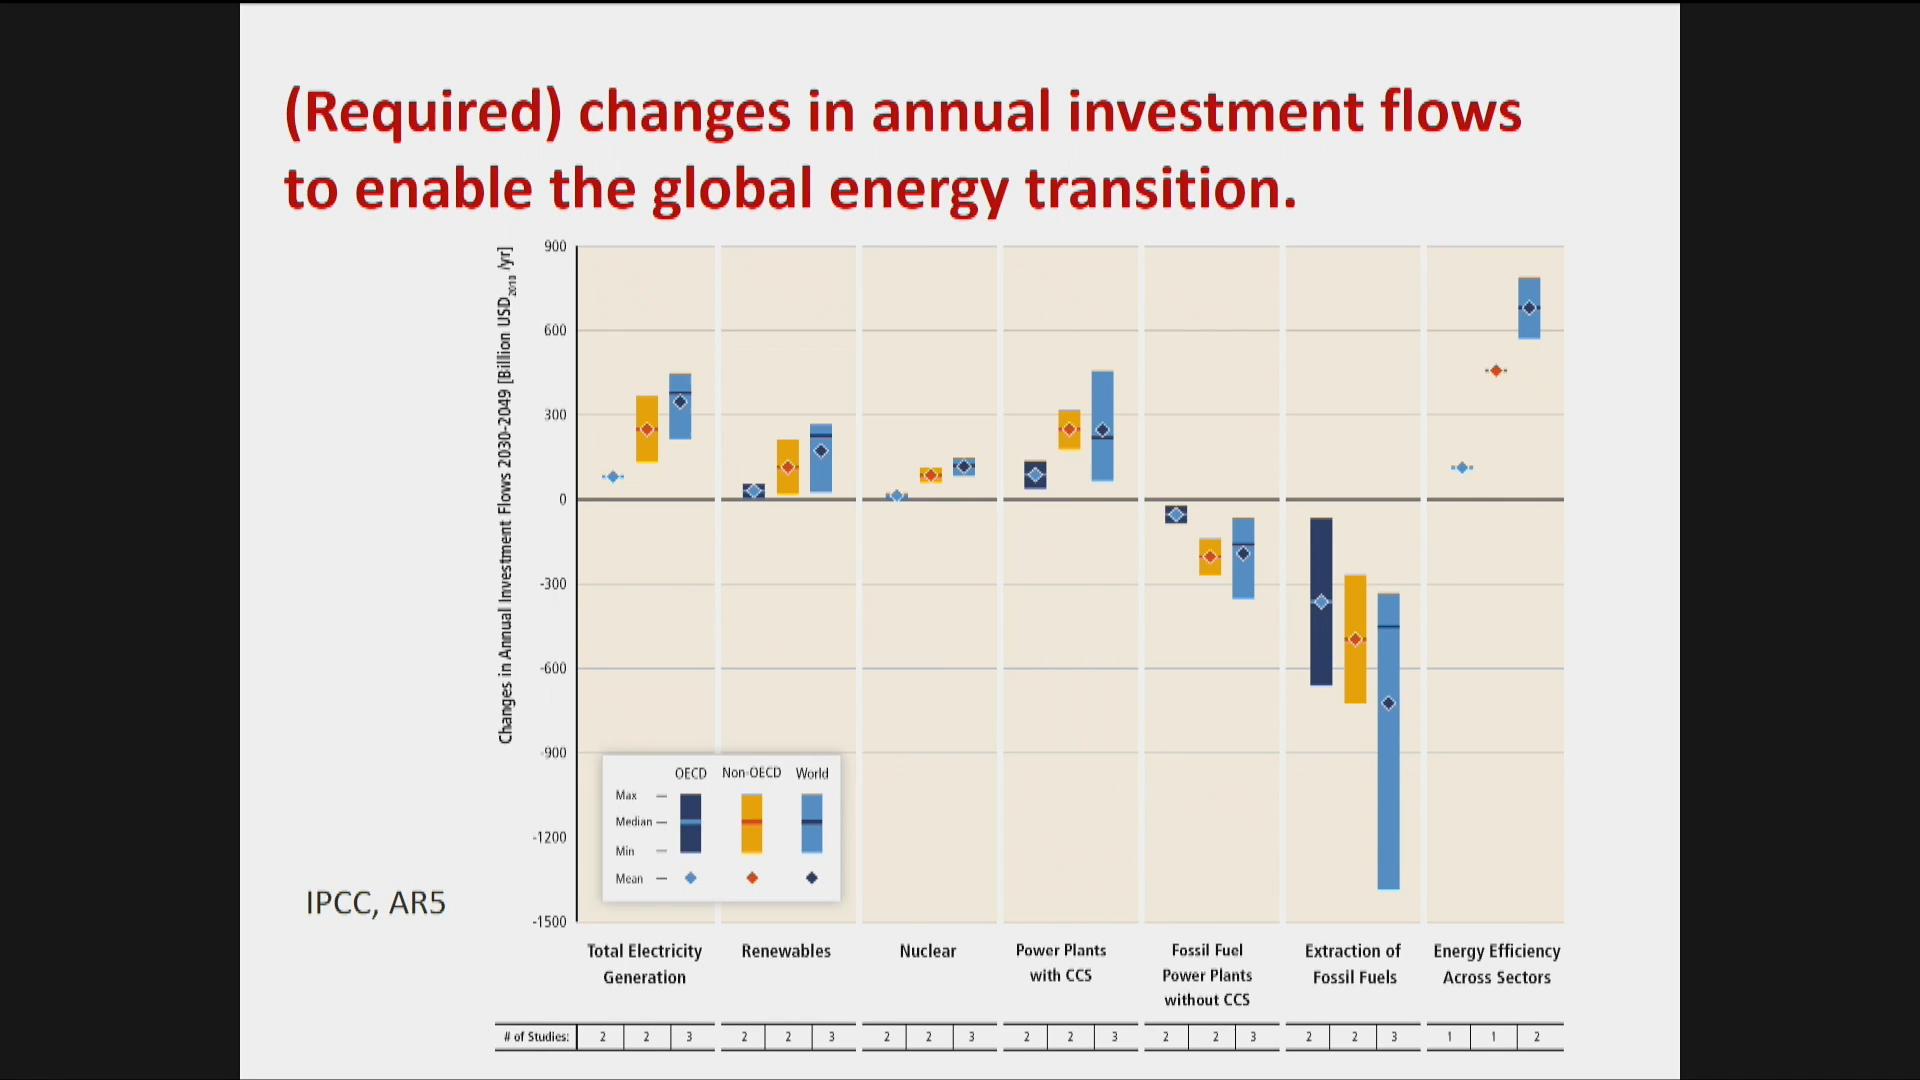 (Required) changes in annual investment flows
to enable the global energy transition.
Changes in Annual Investment Flows 2030-2049 [Billion USD2010 /yr]
900
600
300
0
-300
-600
-900
-1200
-1500
OECD Non-OECD World
Max
Median
Min
Mean
IPCC, AR5
Total Electricity
Generation
Renewables
Nuclear
Power Plants
with CCS
Fossil Fuel
Power Plants
without CCS
Extraction of
Fossil Fuels
Energy Efficiency
Across Sectors
# of Studies: 2 2 3 2 2 3 2 2 3 2 2 3 2 2 3 2 2 3 1 1 2